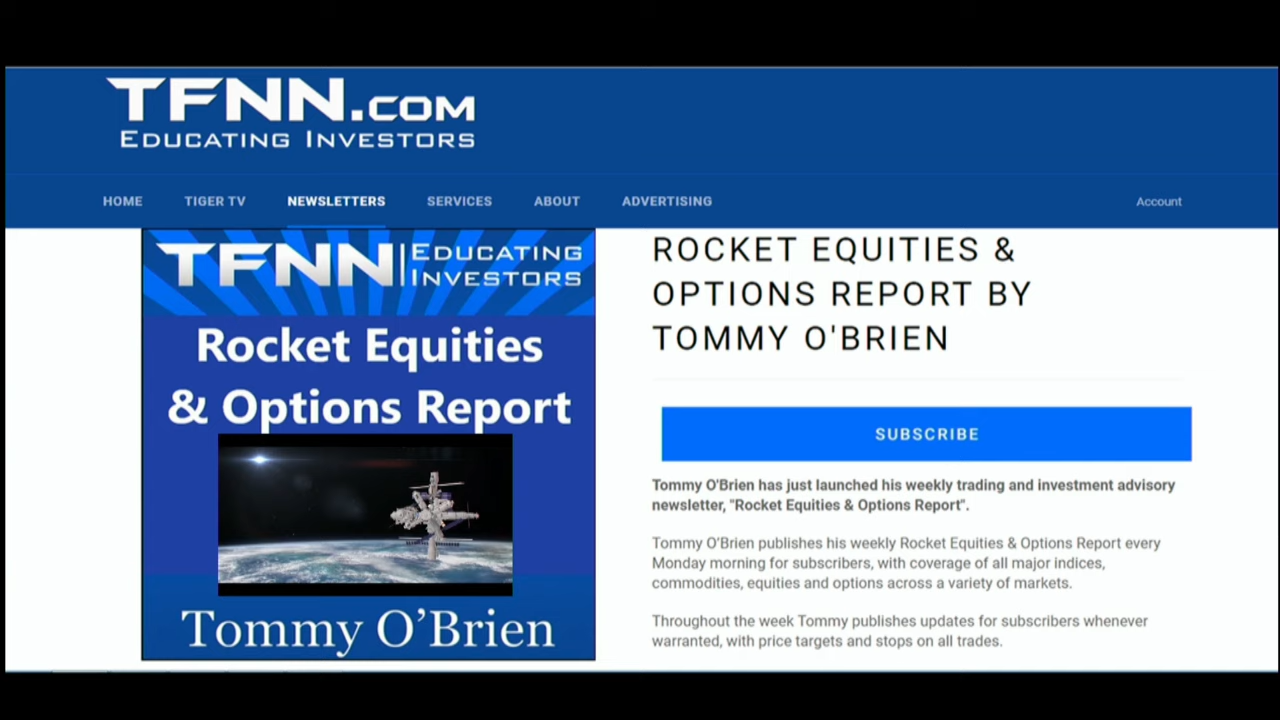 TFNN.COM
EDUCATING INVESTORS
HOME TIGER TV NEWSLETTERS SERVICES ABOUT ADVERTISING Account
TFNN EDUCATING
INVESTORS
Rocket Equities
& Options Report
Tommy O’Brien
ROCKET EQUITIES &
OPTIONS REPORT BY
TOMMY O'BRIEN
SUBSCRIBE
Tommy O'Brien has just launched his weekly trading and investment advisory
newsletter, "Rocket Equities & Options Report".
Tommy O’Brien publishes his weekly Rocket Equities & Options Report every
Monday morning for subscribers, with coverage of all major indices,
commodities, equities and options across a variety of markets.
Throughout the week Tommy publishes updates for subscribers whenever
warranted, with price targets and stops on all trades.